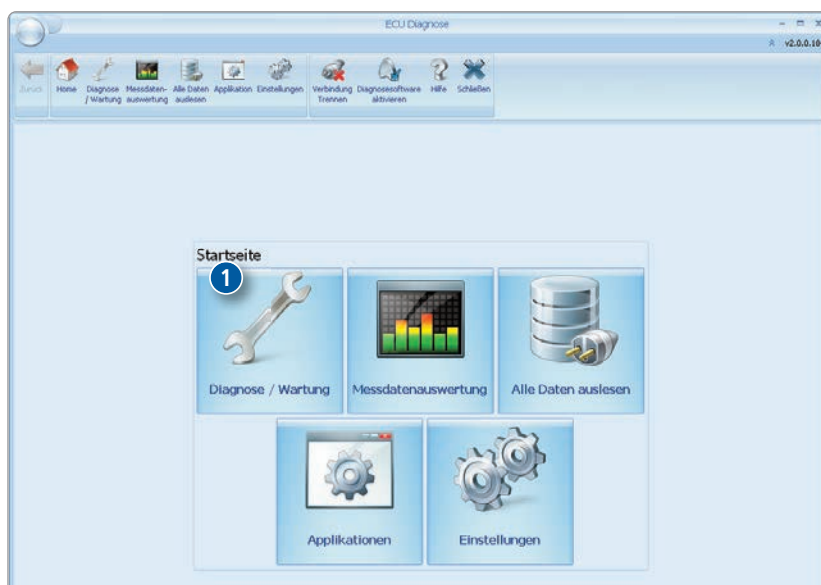 ECU Diagnose
v2.0.0.10
Zurück
Home
Diagnose / Wartung
Messdaten-auswertung
Alle Daten auslesen
Applikation
Einstellungen
Verbindung Trennen
Diagnosesoftware aktivieren
Hilfe
Schließen
Startseite
1
Diagnose / Wartung
Messdatenauswertung
Alle Daten auslesen
Applikationen
Einstellungen